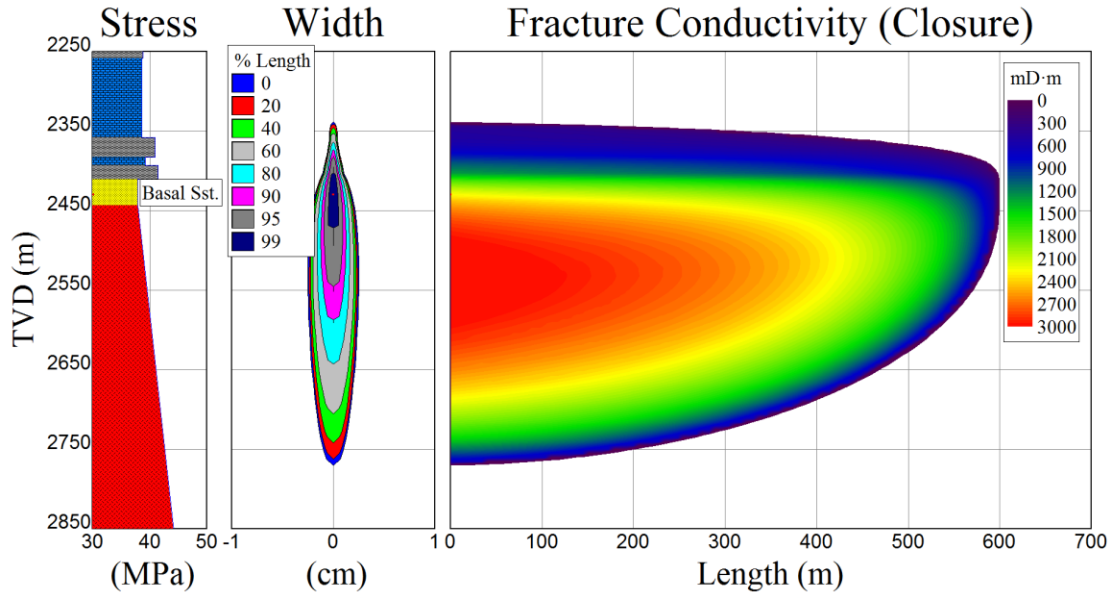 Stress
Width
Fracture Conductivity (Closure)
TVD (m)
2250
2350
2450
2550
2650
2750
2850
Basal Sst.
30 40 50
(MPa)
% Length
0
20
40
60
80
90
95
99
-1 0 1
(cm)
mD·m
0
300
600
900
1200
1500
1800
2100
2400
2700
3000
0 100 200 300 400 500 600 700
Length (m)